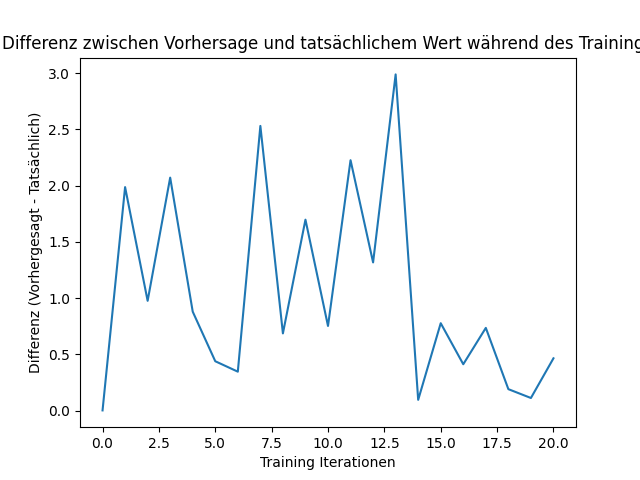 Differenz zwischen Vorhersage und tatsächlichem Wert während des Training
Differenz (Vorhergesagt - Tatsächlich)
3.0
2.5
2.0
1.5
1.0
0.5
0.0
0.0 2.5 5.0 7.5 10.0 12.5 15.0 17.5 20.0
Training Iterationen